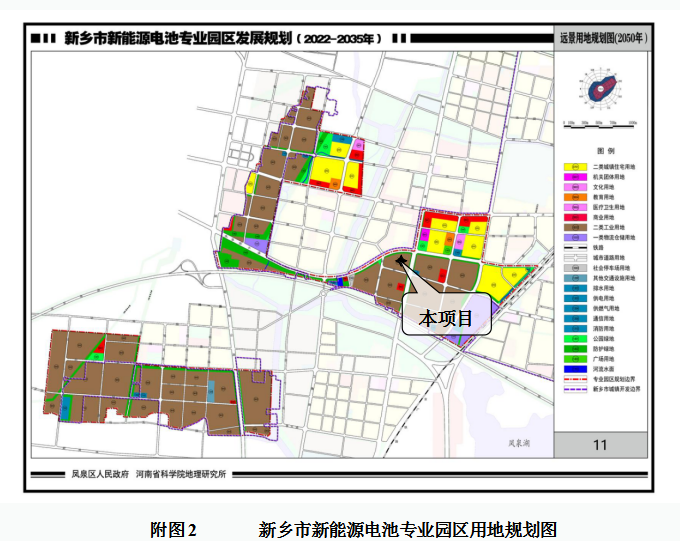 新乡市新能源电池专业园区发展规划（2022-2035年）
远景用地规划图(2050年)
图 例
二类城镇住宅用地
机关团体用地
文化用地
教育用地
医疗卫生用地
商业用地
二类工业用地
一类物流仓储用地
铁路
城市道路用地
社会停车场用地
其他交通设施用地
排水用地
供电用地
供燃气用地
通信用地
消防用地
公园绿地
防护绿地
广场用地
河流水面
专业园区规划边界
新乡市城镇开发边界
本项目
凤泉湖
11
凤泉区人民政府 河南省科学院地理研究所
附图2 新乡市新能源电池专业园区用地规划图